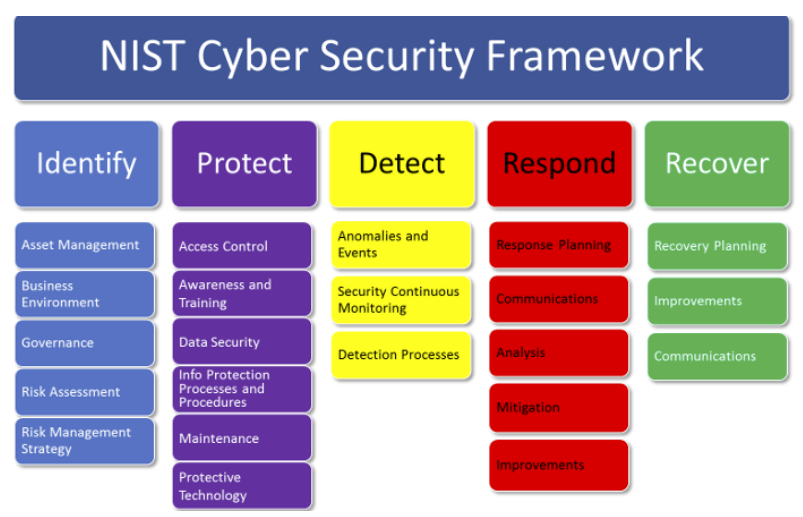 NIST Cyber Security Framework
Identify
Asset Management
Business
Environment
Governance
Risk Assessment
Risk Management
Strategy
Protect
Access Control
Awareness and
Training
Data Security
Info Protection
Processes and
Procedures
Maintenance
Protective
Technology
Detect
Anomalies and
Events
Security Continuous
Monitoring
Detection Processes
Respond
Response Planning
Communications
Analysis
Mitigation
Improvements
Recover
Recovery Planning
Improvements
Communications